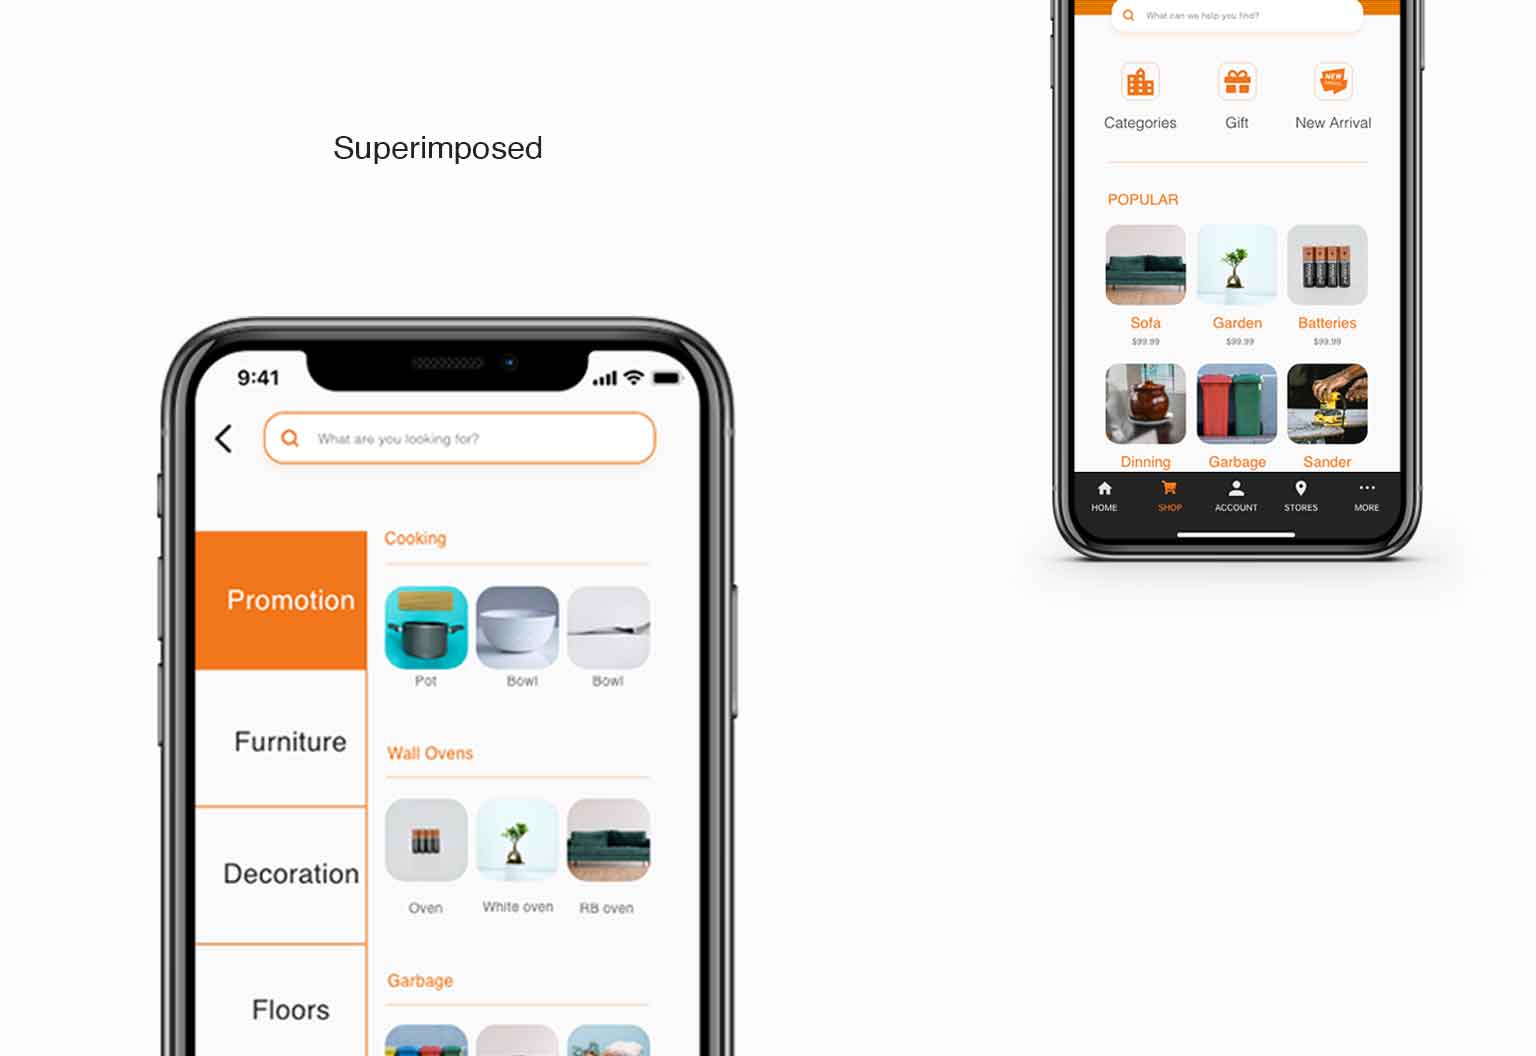 Superimposed
9:41
What are you looking for?
Promotion
Furniture
Decoration
Floors
Cooking
Pot
Bowl
Bowl
Wall Ovens
Oven
White oven
RB oven
Garbage
What can we help you find?
Categories
Gift
New Arrival
NEW
POPULAR
Sofa
Garden
Batteries
$99.99
$99.99
$99.99
Dinning
Garbage
Sander
HOME
SHOP
ACCOUNT
STORES
MORE